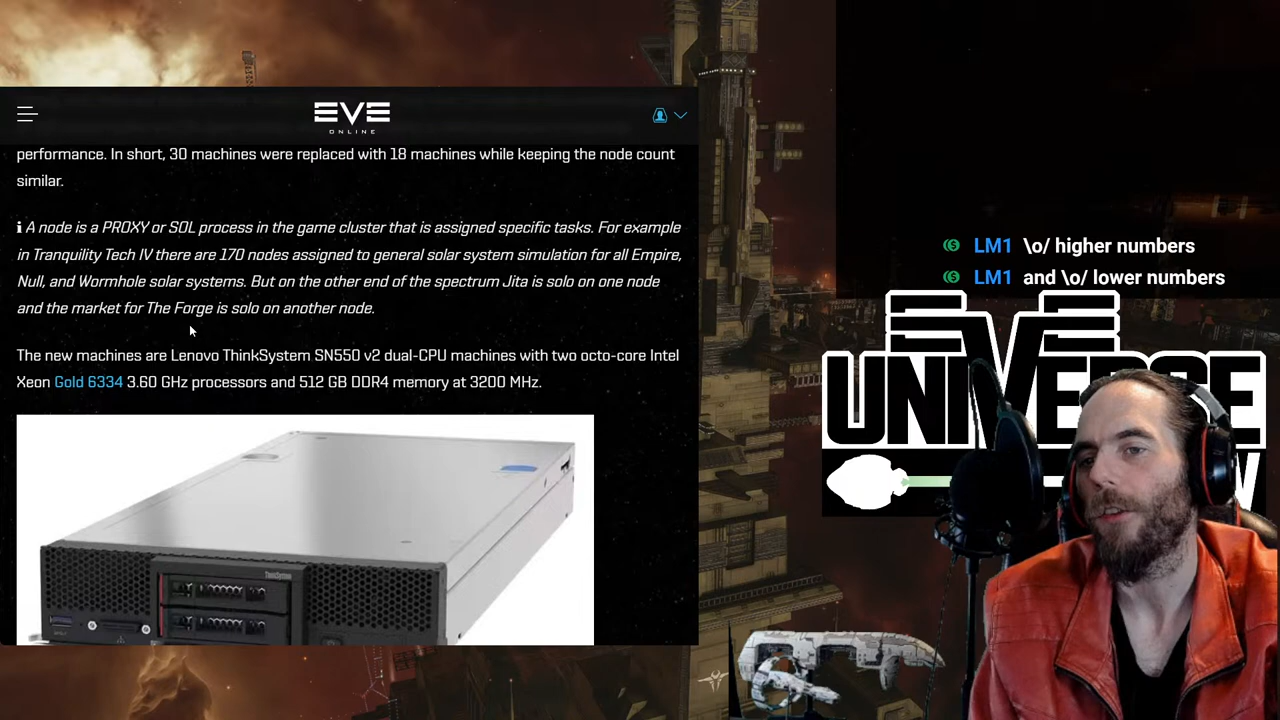 EVE
ONLINE
performance. In short, 30 machines were replaced with 18 machines while keeping the node count
similar.
ℹ A node is a PROXY or SOL process in the game cluster that is assigned specific tasks. For example
in Tranquility Tech IV there are 170 nodes assigned to general solar system simulation for all Empire,
Null, and Wormhole solar systems. But on the other end of the spectrum Jita is solo on one node
and the market for The Forge is solo on another node.
The new machines are Lenovo ThinkSystem SN550 v2 dual-CPU machines with two octo-core Intel
Xeon Gold 6334 3.60 GHz processors and 512 GB DDR4 memory at 3200 MHz.
ThinkSystem
LM1 \o/ higher numbers
LM1 and \o/ lower numbers
EVE